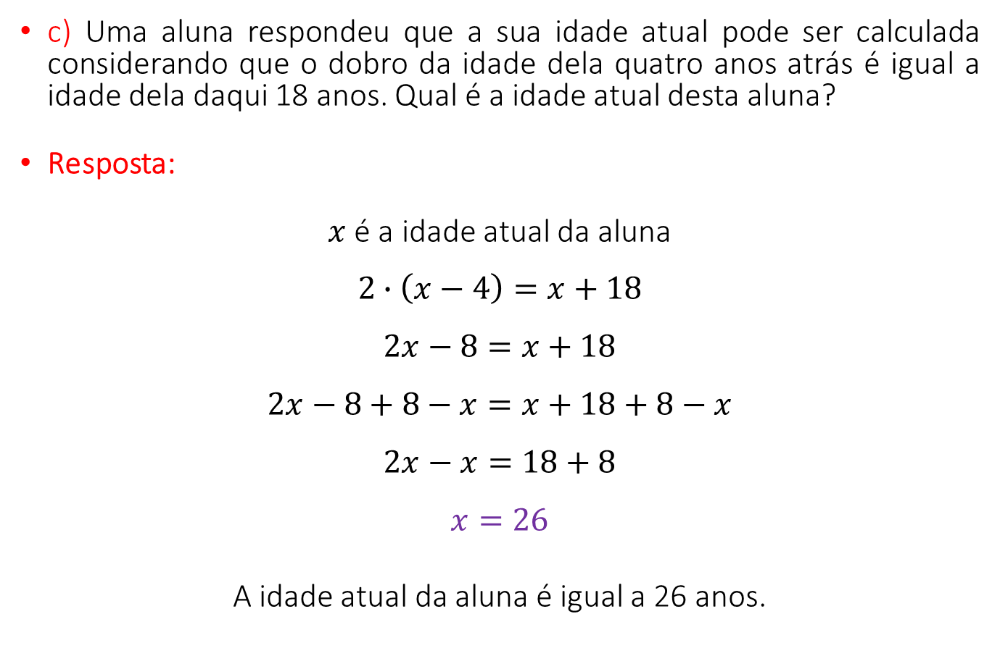 • c) Uma aluna respondeu que a sua idade atual pode ser calculada
considerando que o dobro da idade dela quatro anos atrás é igual a
idade dela daqui 18 anos. Qual é a idade atual desta aluna?
• Resposta:
x é a idade atual da aluna
2 · (x − 4) = x + 18
2x − 8 = x + 18
2x − 8 + 8 − x = x + 18 + 8 − x
2x − x = 18 + 8
x = 26
A idade atual da aluna é igual a 26 anos.